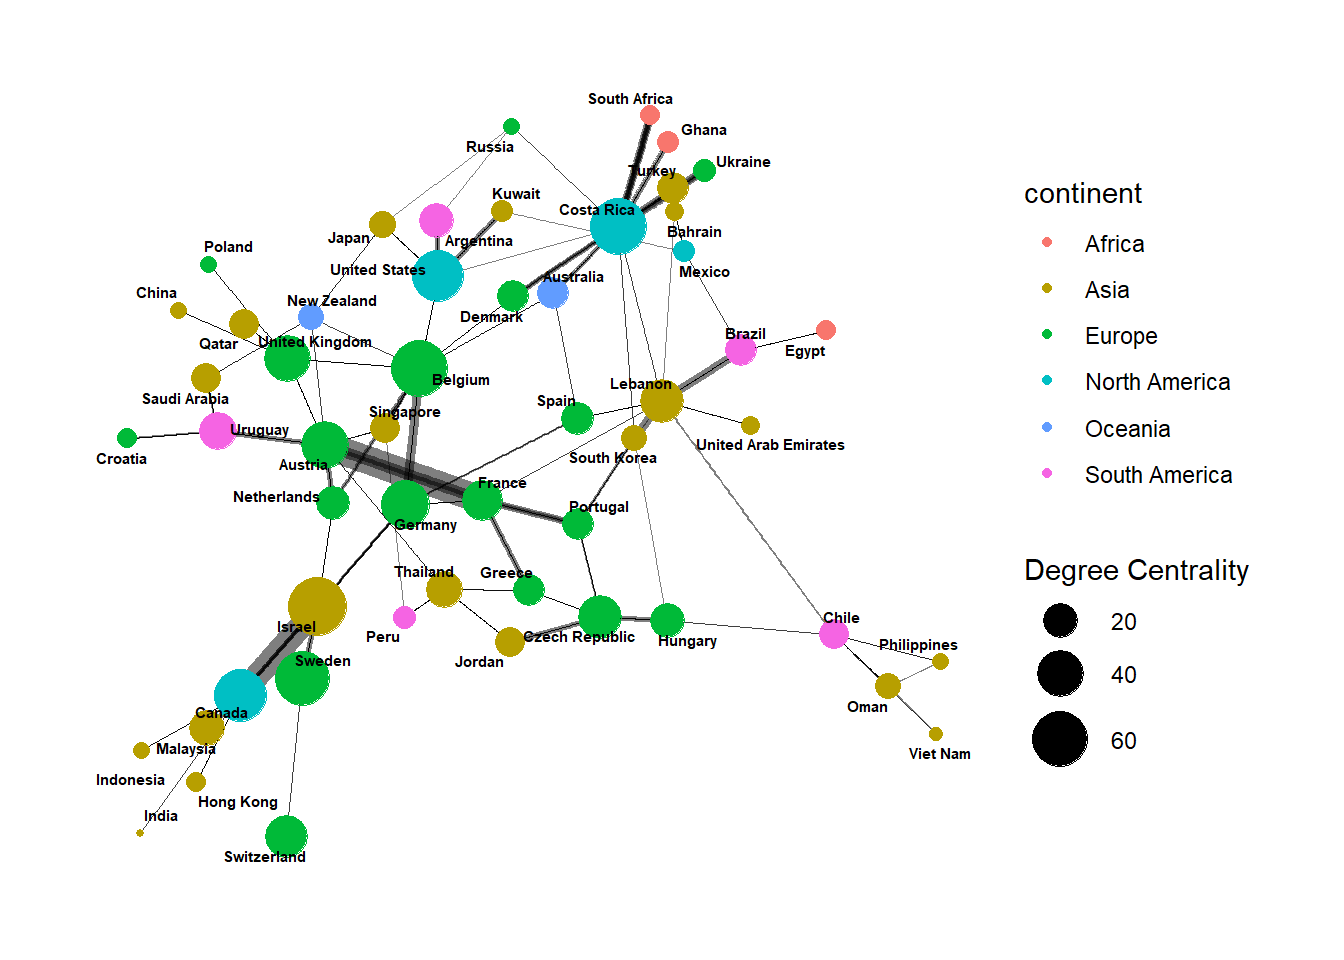 South Africa
Ghana
Russia
Ukraine
Turkey
Kuwait
Costa Rica
Japan
Argentina
Bahrain
Poland
United States
Mexico
Australia
China
New Zealand
Denmark
Qatar
United Kingdom
Brazil
Egypt
Belgium
Lebanon
Saudi Arabia
Singapore
Spain
Uruguay
United Arab Emirates
Croatia
Austria
South Korea
France
Netherlands
Portugal
Germany
Thailand
Greece
Israel
Peru
Czech Republic
Hungary
Chile
Philippines
Jordan
Sweden
Oman
Canada
Malaysia
Viet Nam
Indonesia
Hong Kong
India
Switzerland
continent
Africa
Asia
Europe
North America
Oceania
South America
Degree Centrality
20
40
60